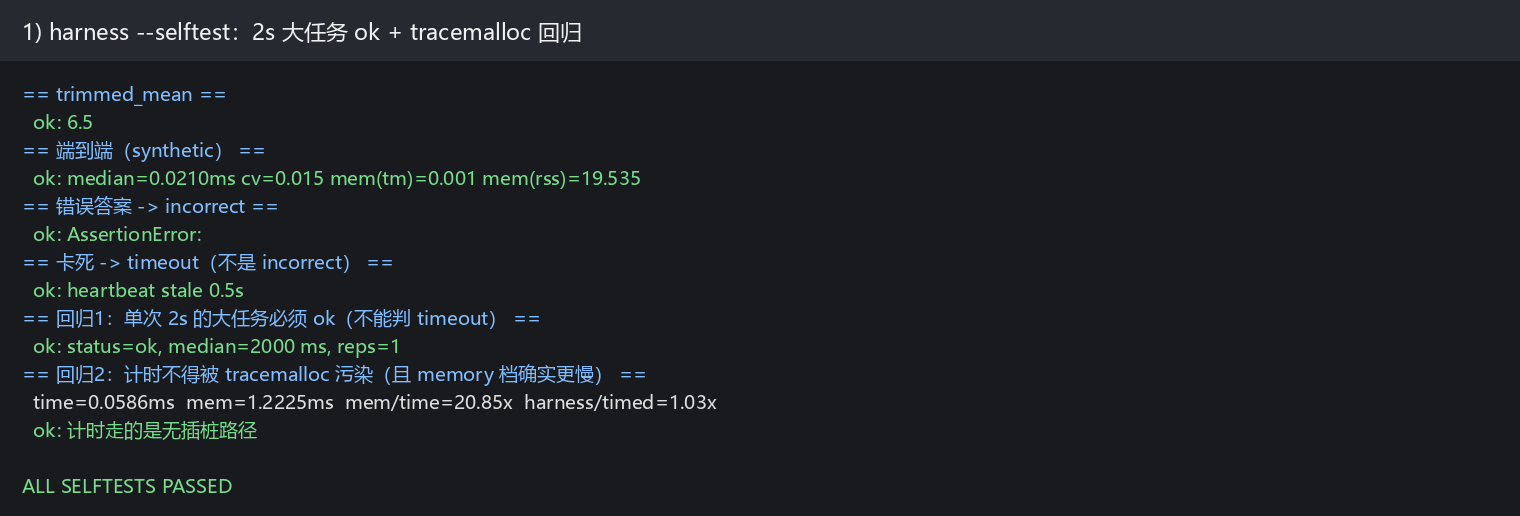 1) harness --selftest：2s 大任务 ok + tracemalloc 回归
== trimmed_mean ==
ok: 6.5
== 端到端（synthetic） ==
ok: median=0.0210ms cv=0.015 mem(tm)=0.001 mem(rss)=19.535
== 错误答案 -> incorrect ==
ok: AssertionError:
== 卡死 -> timeout（不是 incorrect） ==
ok: heartbeat stale 0.5s
== 回归1：单次 2s 的大任务必须 ok（不能判 timeout） ==
ok: status=ok, median=2000 ms, reps=1
== 回归2：计时不得被 tracemalloc 污染（且 memory 档确实更慢） ==
time=0.0586ms  mem=1.2225ms  mem/time=20.85x  harness/timed=1.03x
ok: 计时走的是无插桩路径
ALL SELFTESTS PASSED